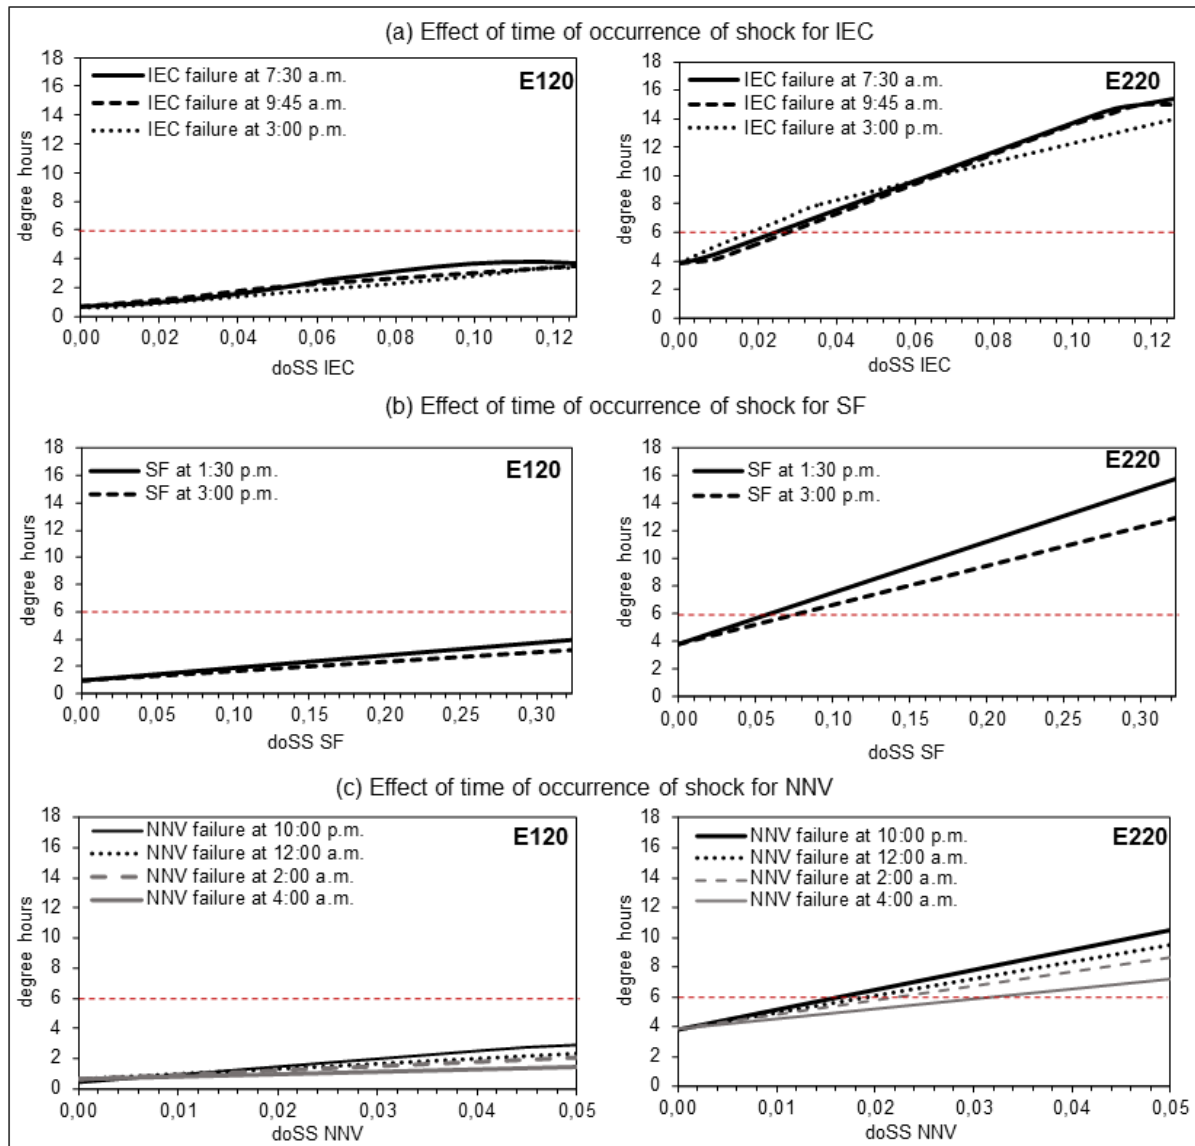 (a) Effect of time of occurrence of shock for IEC
18
16
14
12
10
8
6
4
2
0
degree hours
IEC failure at 7:30 a.m.
IEC failure at 9:45 a.m.
IEC failure at 3:00 p.m.
E120
0,00 0,02 0,04 0,06 0,08 0,10 0,12
doSS IEC
18
16
14
12
10
8
6
4
2
0
degree hours
IEC failure at 7:30 a.m.
IEC failure at 9:45 a.m.
IEC failure at 3:00 p.m.
E220
0,00 0,02 0,04 0,06 0,08 0,10 0,12
doSS IEC
(b) Effect of time of occurrence of shock for SF
18
16
14
12
10
8
6
4
2
0
degree hours
SF at 1:30 p.m.
SF at 3:00 p.m.
E120
0,00 0,05 0,10 0,15 0,20 0,25 0,30
doSS SF
18
16
14
12
10
8
6
4
2
0
degree hours
SF at 1:30 p.m.
SF at 3:00 p.m.
E220
0,00 0,05 0,10 0,15 0,20 0,25 0,30
doSS SF
(c) Effect of time of occurrence of shock for NNV
18
16
14
12
10
8
6
4
2
0
degree hours
NNV failure at 10:00 p.m.
NNV failure at 12:00 a.m.
NNV failure at 2:00 a.m.
NNV failure at 4:00 a.m.
E120
0,00 0,01 0,02 0,03 0,04 0,05
doSS NNV
18
16
14
12
10
8
6
4
2
0
degree hours
NNV failure at 10:00 p.m.
NNV failure at 12:00 a.m.
NNV failure at 2:00 a.m.
NNV failure at 4:00 a.m.
E220
0,00 0,01 0,02 0,03 0,04 0,05
doSS NNV